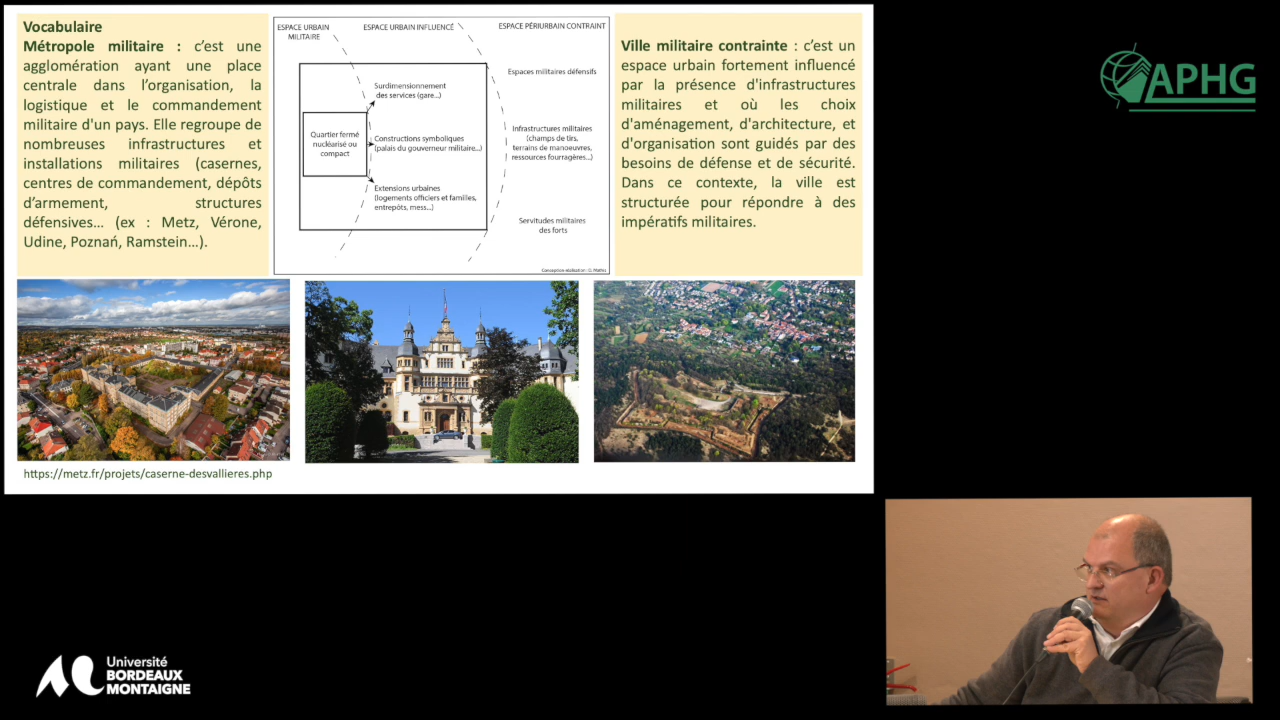 Vocabulaire
Métropole militaire : c’est une
agglomération ayant une place
centrale dans l’organisation, la
logistique et le commandement
militaire d'un pays. Elle regroupe de
nombreuses infrastructures et
installations militaires (casernes,
centres de commandement, dépôts
d’armement, structures
défensives… (ex : Metz, Vérone,
Udine, Poznań, Ramstein…).
ESPACE URBAIN
MILITAIRE
ESPACE URBAIN INFLUENCÉ
ESPACE PÉRIURBAIN CONTRAINT
Surdimensionnement
des services (gare...)
Quartier fermé
nucléarisé ou
compact
Constructions symboliques
(palais du gouverneur militaire...)
Extensions urbaines
(logements officiers et familles,
entrepôts, mess...)
Espaces militaires défensifs
Infrastructures militaires
(champs de tirs,
terrains de manoeuvres,
ressources fourragères...)
Servitudes militaires
des forts
Conception-réalisation : O. Mathis
Ville militaire contrainte : c’est un
espace urbain fortement influencé
par la présence d'infrastructures
militaires et où les choix
d'aménagement, d'architecture, et
d'organisation sont guidés par des
besoins de défense et de sécurité.
Dans ce contexte, la ville est
structurée pour répondre à des
impératifs militaires.
https://metz.fr/projets/caserne-desvallieres.php
APHG
Université
BORDEAUX
MONTAIGNE